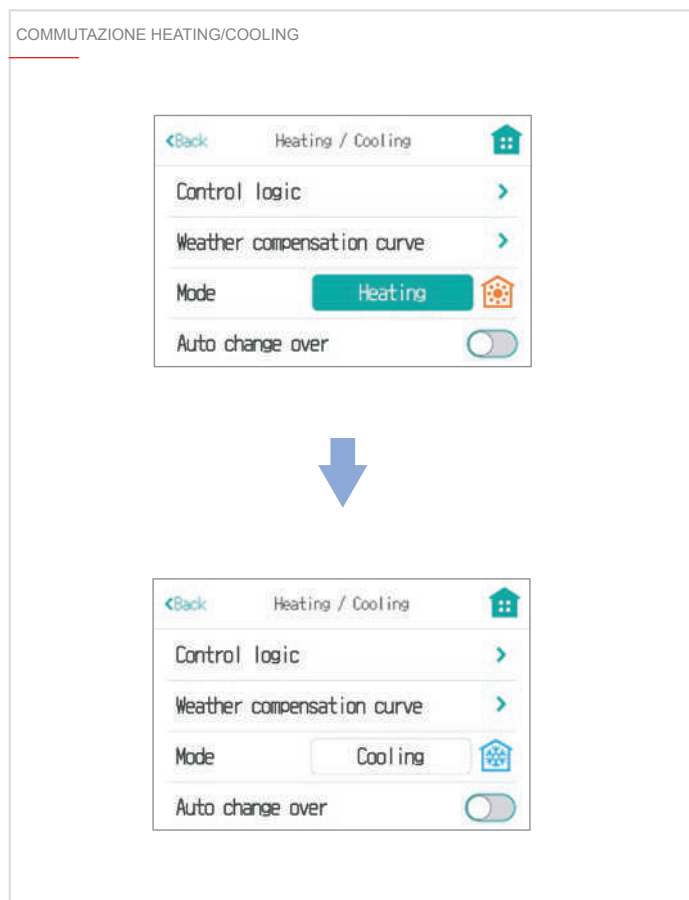 COMMUTAZIONE HEATING/COOLING
<Back Heating / Cooling
Control logic >
Weather compensation curve >
Mode Heating
Auto change over
<Back Heating / Cooling
Control logic >
Weather compensation curve >
Mode Cooling
Auto change over